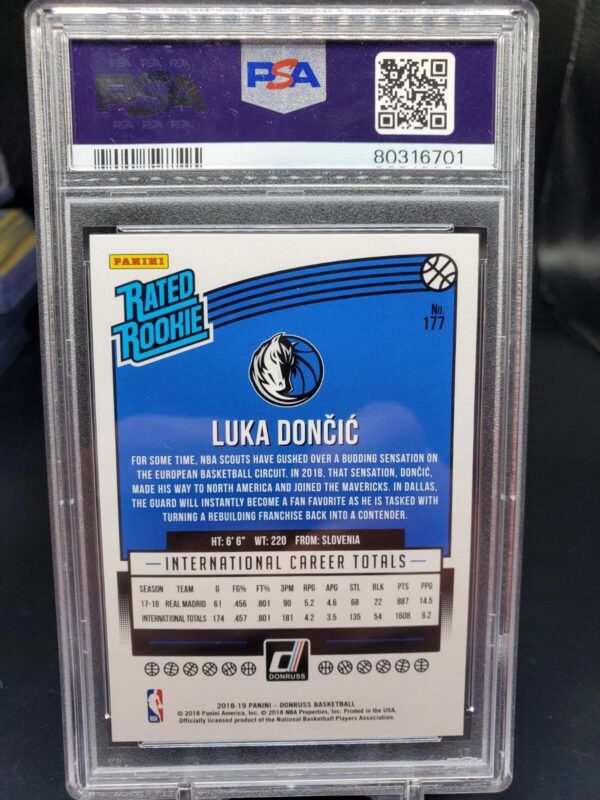 PSA
80316701
PANINI
RATED
ROOKIE
No.
177
LUKA DONČIĆ
FOR SOME TIME, NBA SCOUTS HAVE GUSHED OVER A BUDDING SENSATION ON
THE EUROPEAN BASKETBALL CIRCUIT. IN 2018, THAT SENSATION, DONČIĆ,
MADE HIS WAY TO NORTH AMERICA AND JOINED THE MAVERICKS. IN DALLAS,
THE GUARD WILL INSTANTLY BECOME A FAN FAVORITE AS HE IS TASKED WITH
TURNING A REBUILDING FRANCHISE BACK INTO A CONTENDER.
HT: 6' 6" WT: 220 FROM: SLOVENIA
INTERNATIONAL CAREER TOTALS
SEASON TEAM G FG% FT% 3PM RPG APG STL BLK PTS PPG
17-18 REAL MADRID 61 .456 .801 90 5.2 4.6 68 22 887 14.5
INTERNATIONAL TOTALS 174 .457 .801 181 4.2 3.5 135 54 1608 9.2
DONRUSS
NBA
2018-19 PANINI - DONRUSS BASKETBALL
© 2018 Panini America, Inc. © 2018 NBA Properties, Inc. Printed in the USA.
Officially licensed product of the National Basketball Players Association.